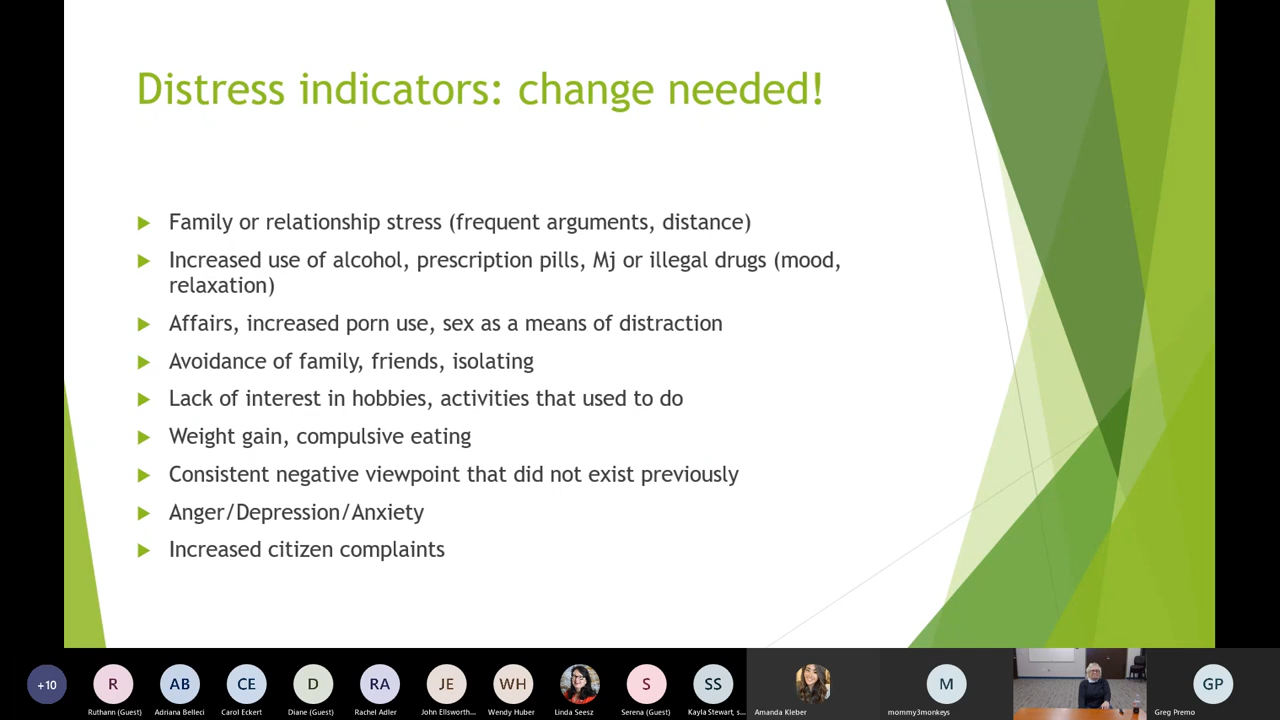 Distress indicators: change needed!
Family or relationship stress (frequent arguments, distance)
Increased use of alcohol, prescription pills, Mj or illegal drugs (mood,
relaxation)
Affairs, increased porn use, sex as a means of distraction
Avoidance of family, friends, isolating
Lack of interest in hobbies, activities that used to do
Weight gain, compulsive eating
Consistent negative viewpoint that did not exist previously
Anger/Depression/Anxiety
Increased citizen complaints
+10
R
AB
CE
D
RA
JE
WH
S
SS
M
GP
Ruthann (Guest)
Adriana Belleci
Carol Eckert
Diane (Guest)
Rachel Adler
John Ellsworth...
Wendy Huber
Linda Seesz
Serena (Guest)
Kayla Stewart, s...
Amanda Kleber
mommy3monkeys
Greg Premo